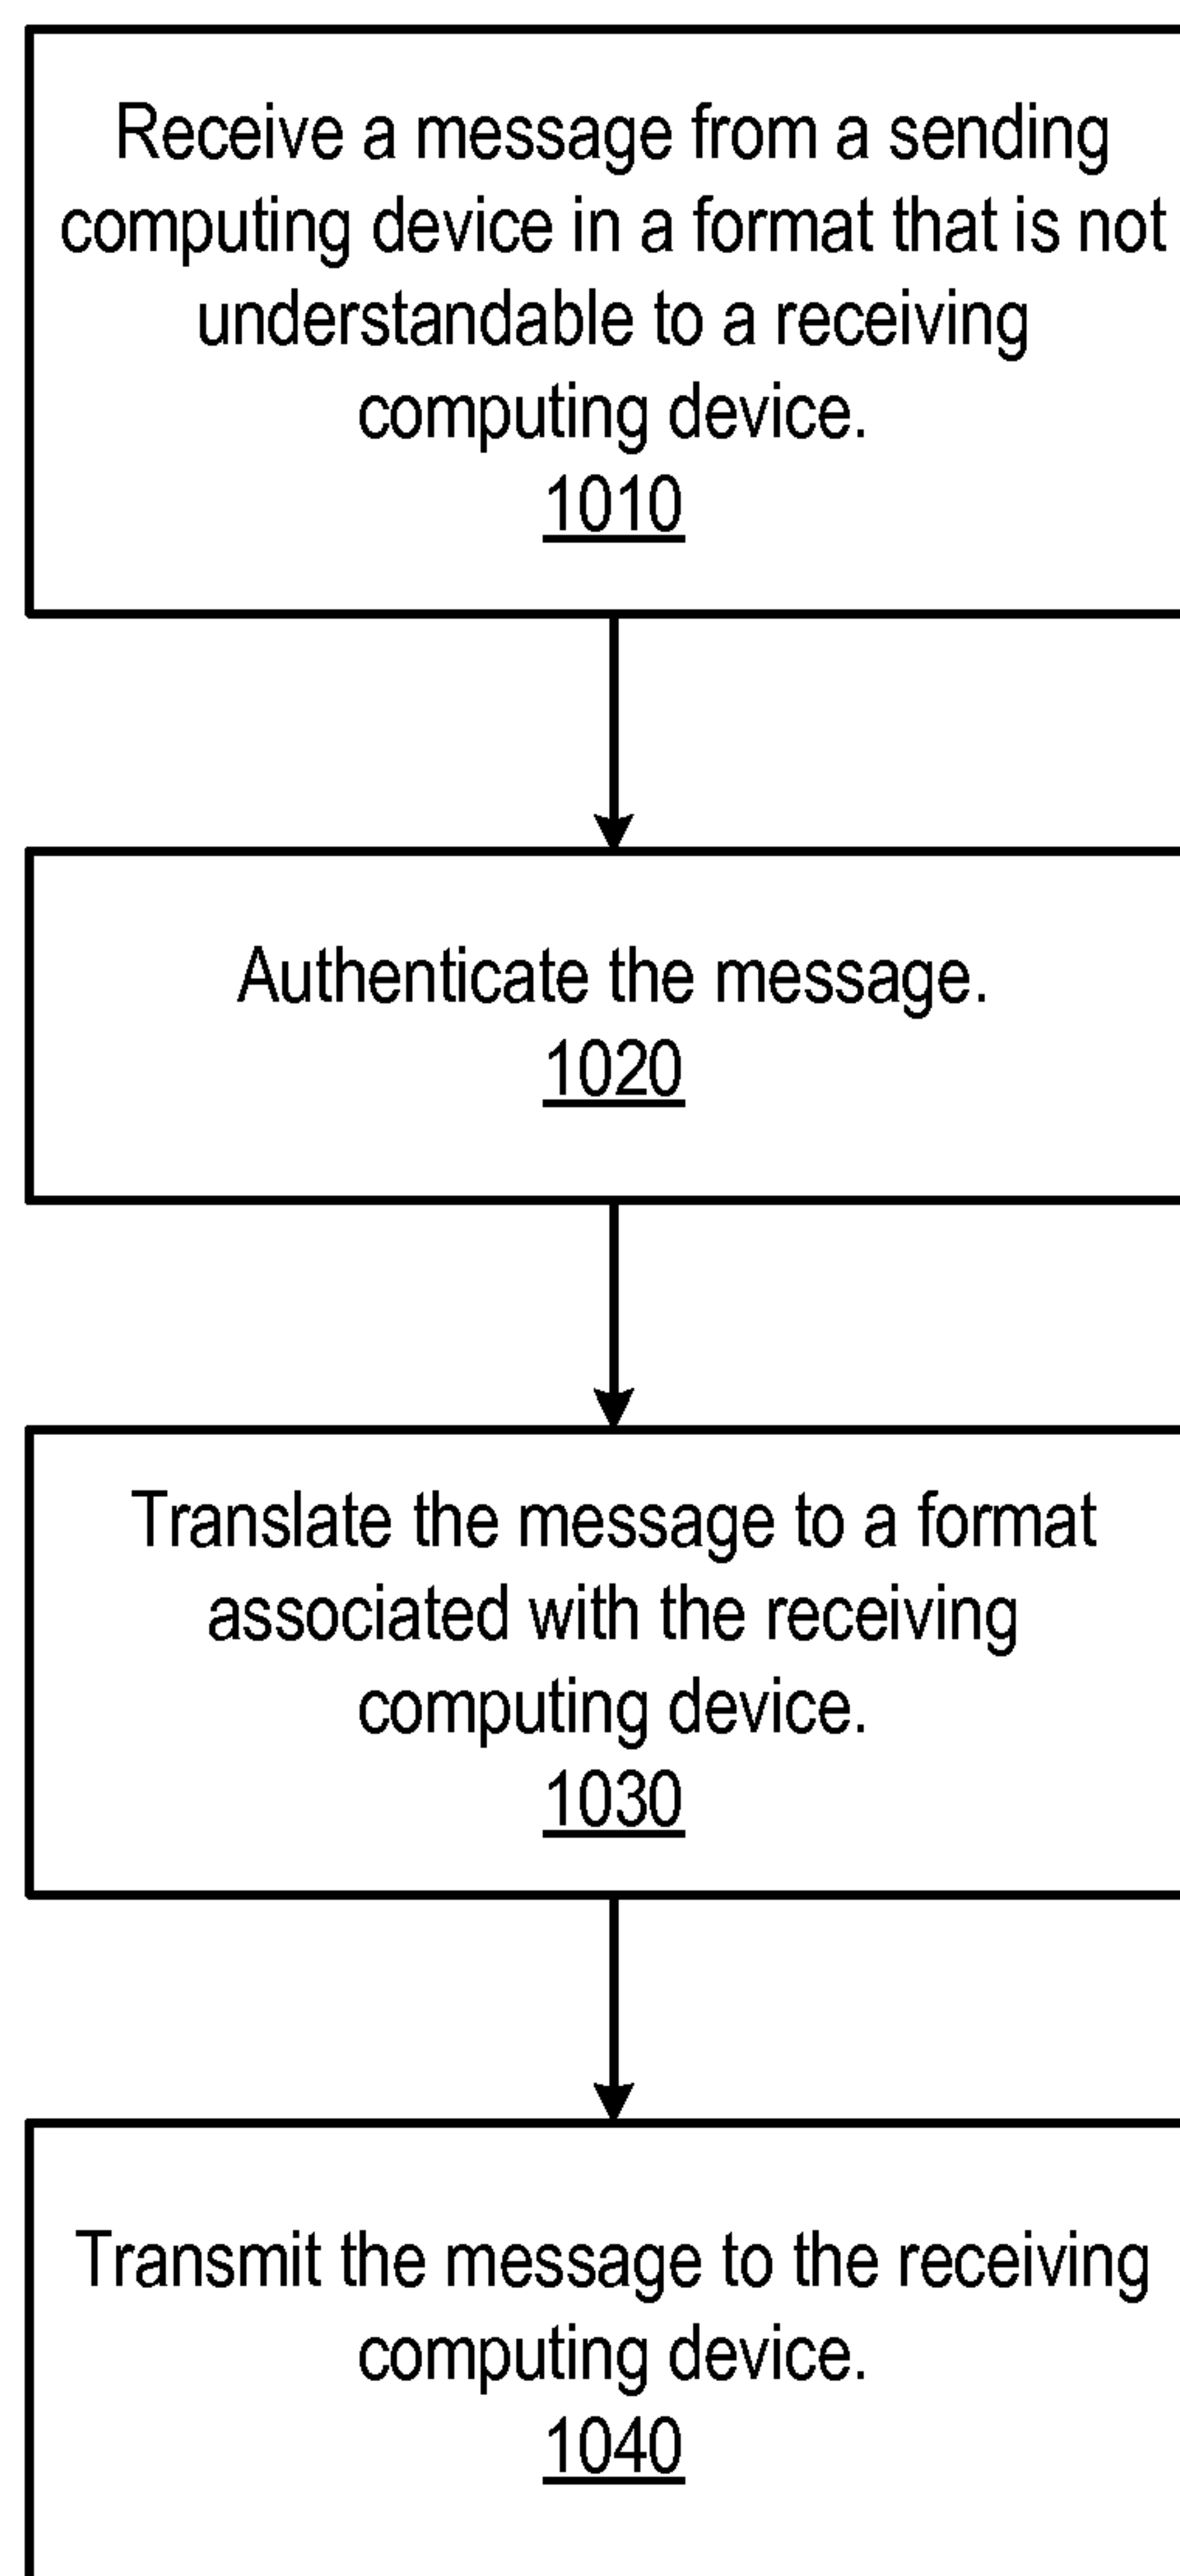 Receive a message from a sending
computing device in a format that is not
understandable to a receiving
computing device.
1010
Authenticate the message.
1020
Translate the message to a format
associated with the receiving
computing device.
1030
Transmit the message to the receiving
computing device.
1040